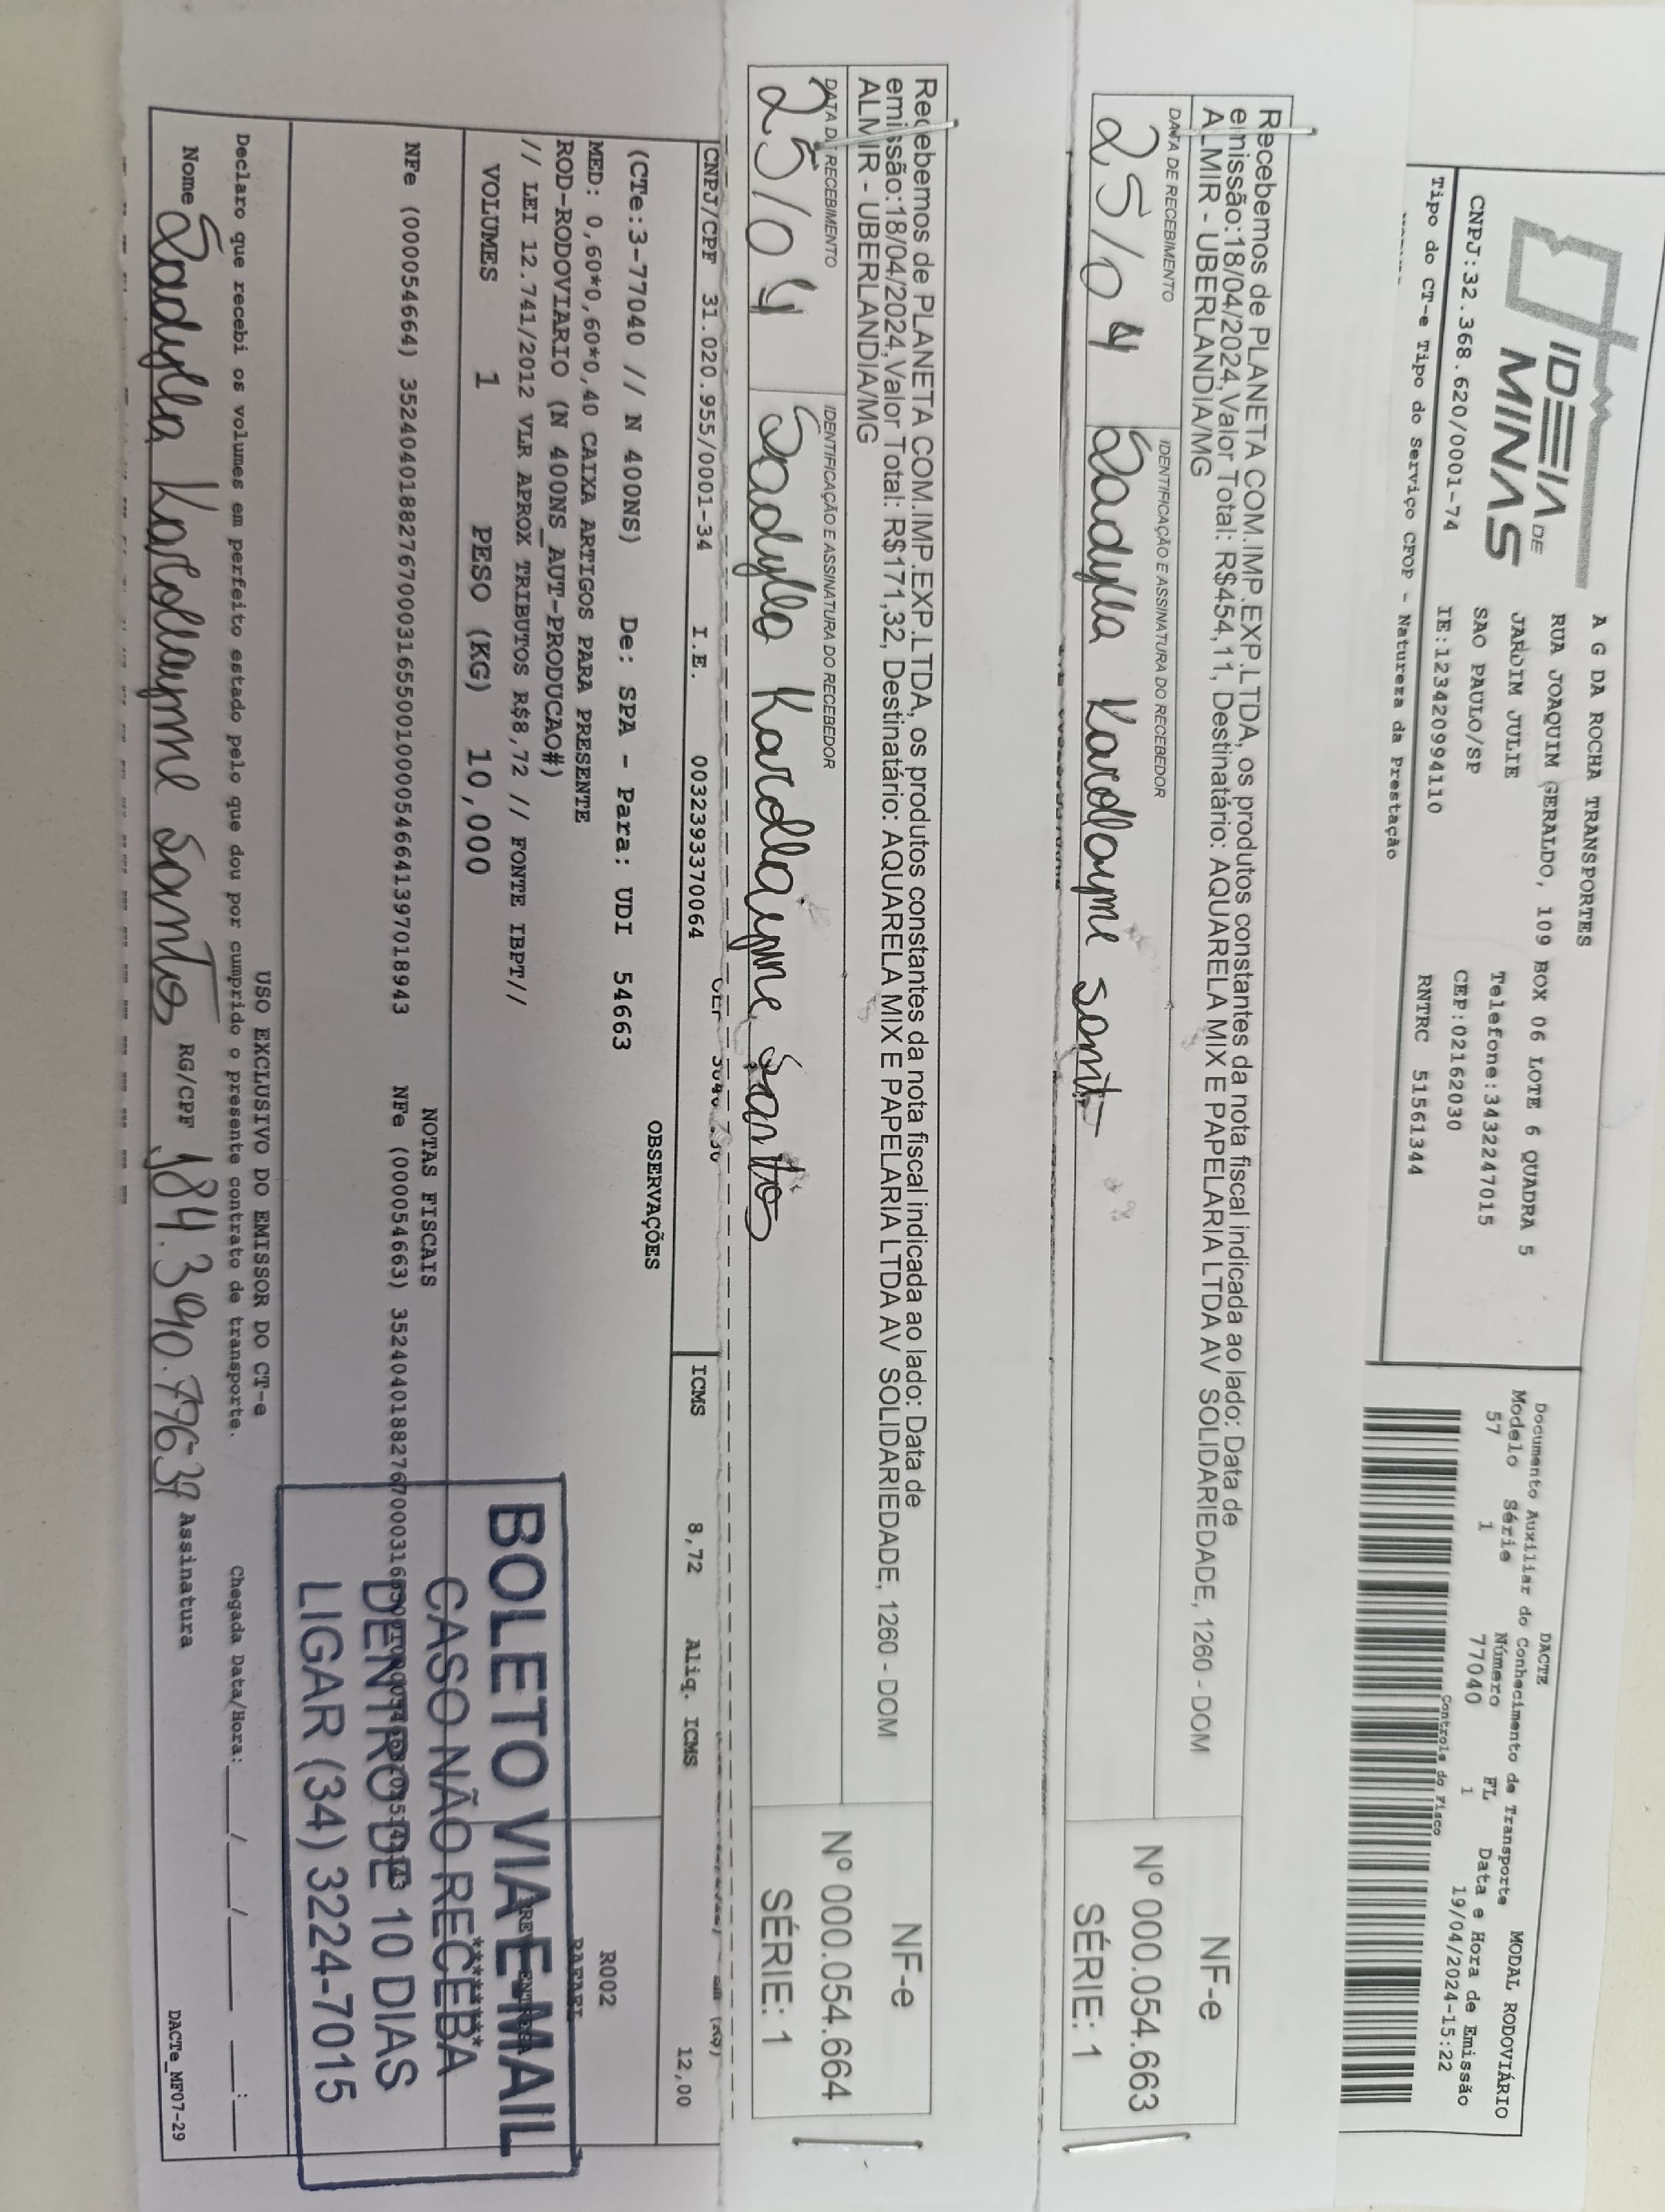 IDEIA DE
MINAS
A G DA ROCHA TRANSPORTES
RUA JOAQUIM GERALDO, 109 BOX 06 LOTE 6 QUADRA 5
JARDIM JULIE
SAO PAULO/SP
Telefone:3432247015
CEP:02162030
CNPJ:32.368.620/0001-74
IE:123420994110
RNTRC 51561344
Tipo do CT-e Tipo do Serviço CFOP - Natureza da Prestação
DACTE
MODAL RODOVIÁRIO
Documento Auxiliar do Conhecimento de Transporte
Modelo Série Número FL Data e Hora de Emissão
57 1 77040 1 19/04/2024-15:22
Controle do Fisco
Recebemos de PLANETA COM.IMP.EXP.LTDA, os produtos constantes da nota fiscal indicada ao lado: Data de
emissão:18/04/2024,Valor Total: R$454,11, Destinatário: AQUARELA MIX E PAPELARIA LTDA AV SOLIDARIEDADE, 1260 - DOM
ALMIR - UBERLANDIA/MG
DATA DE RECEBIMENTO
IDENTIFICAÇÃO E ASSINATURA DO RECEBEDOR
25/04
Karollayne
NF-e
Nº 000.054.663
SÉRIE: 1
Recebemos de PLANETA COM.IMP.EXP.LTDA, os produtos constantes da nota fiscal indicada ao lado: Data de
emissão:18/04/2024,Valor Total: R$171,32, Destinatário: AQUARELA MIX E PAPELARIA LTDA AV SOLIDARIEDADE, 1260 - DOM
ALMIR - UBERLANDIA/MG
DATA DE RECEBIMENTO
IDENTIFICAÇÃO E ASSINATURA DO RECEBEDOR
25/04
Karollayne Santos
NF-e
Nº 000.054.664
SÉRIE: 1
CNPJ/CPF 31.020.955/0001-34 I.E. 0032393370064
ICMS 8,72 Aliq. ICMS 12,00
OBSERVAÇÕES
(CTe:3-77040 // N 400NS) De: SPA - Para: UDI 54663
R002
MED: 0,60*0,60*0,40 CAIXA ARTIGOS PARA PRESENTE
RAFAEL
ROD-RODOVIARIO (N 400NS_AUT-PRODUCAO#)
// LEI 12.741/2012 VLR APROX TRIBUTOS R$8,72 // FONTE IBPT//
VOLUMES 1 PESO (KG) 10,000
*******
NOTAS FISCAIS
NFe (000054664) 35240401882767000316550010000546641397018943
NFe (000054663)
BOLETO VIA E-MAIL
CASO NÃO RECEBA
DENTRO DE 10 DIAS
LIGAR (34) 3224-7015
USO EXCLUSIVO DO EMISSOR DO CT-e
Declaro que recebi os volumes em perfeito estado pelo que dou por cumprido o presente contrato de transporte.
Chegada Data/Hora:___/___/_____ __:__
Nome Karollayne Santos RG/CPF Assinatura
DACTe_MF07-29